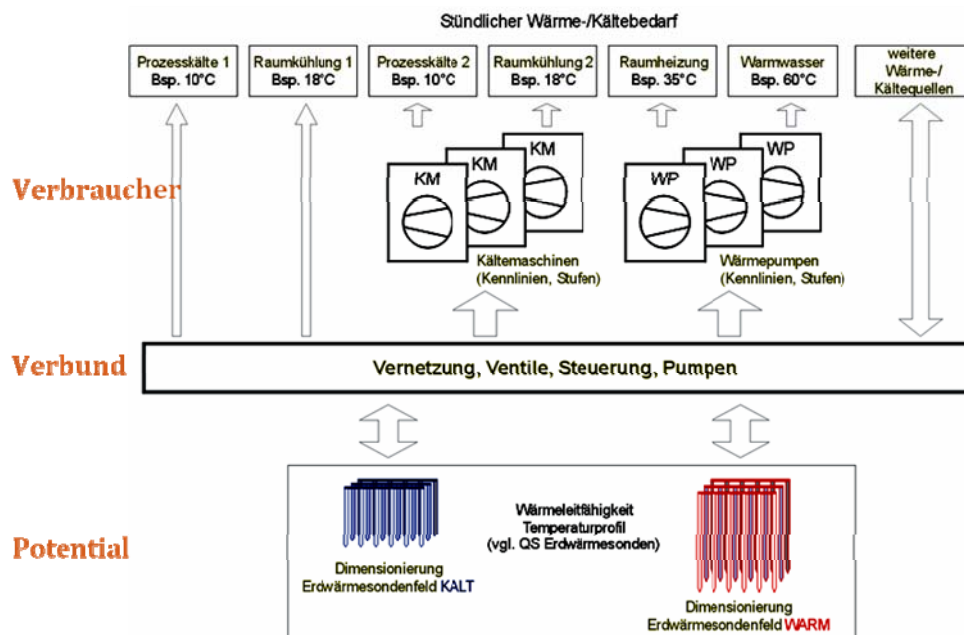 Stündlicher Wärme-/Kältebedarf
Prozesskälte 1
Bsp. 10°C
Raumkühlung 1
Bsp. 18°C
Prozesskälte 2
Bsp. 10°C
Raumkühlung 2
Bsp. 18°C
Raumheizung
Bsp. 35°C
Warmwasser
Bsp. 60°C
weitere
Wärme-/
Kältequellen
KM
KM
KM
WP
WP
WP
Verbraucher
Kältemaschinen
(Kennlinien, Stufen)
Wärmepumpen
(Kennlinien, Stufen)
Verbund
Vernetzung, Ventile, Steuerung, Pumpen
Wärmeleitfähigkeit
Temperaturprofil
(vgl. QS Erdwärmesonden)
Potential
Dimensionierung
Erdwärmesondenfeld KALT
Dimensionierung
Erdwärmesondenfeld WARM